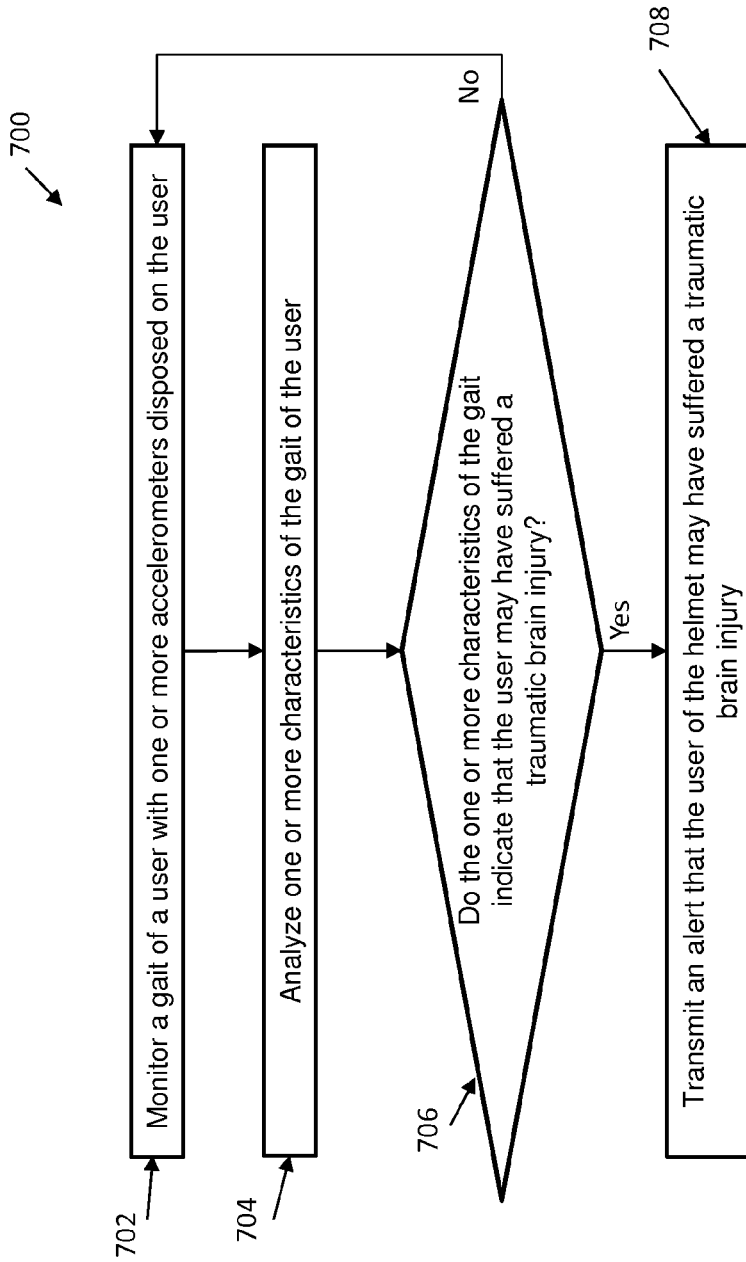 700
702
Monitor a gait of a user with one or more accelerometers disposed on the user
704
Analyze one or more characteristics of the gait of the user
706
Do the one or more characteristics of the gait
indicate that the user may have suffered a
traumatic brain injury?
No
Yes
708
Transmit an alert that the user of the helmet may have suffered a traumatic
brain injury